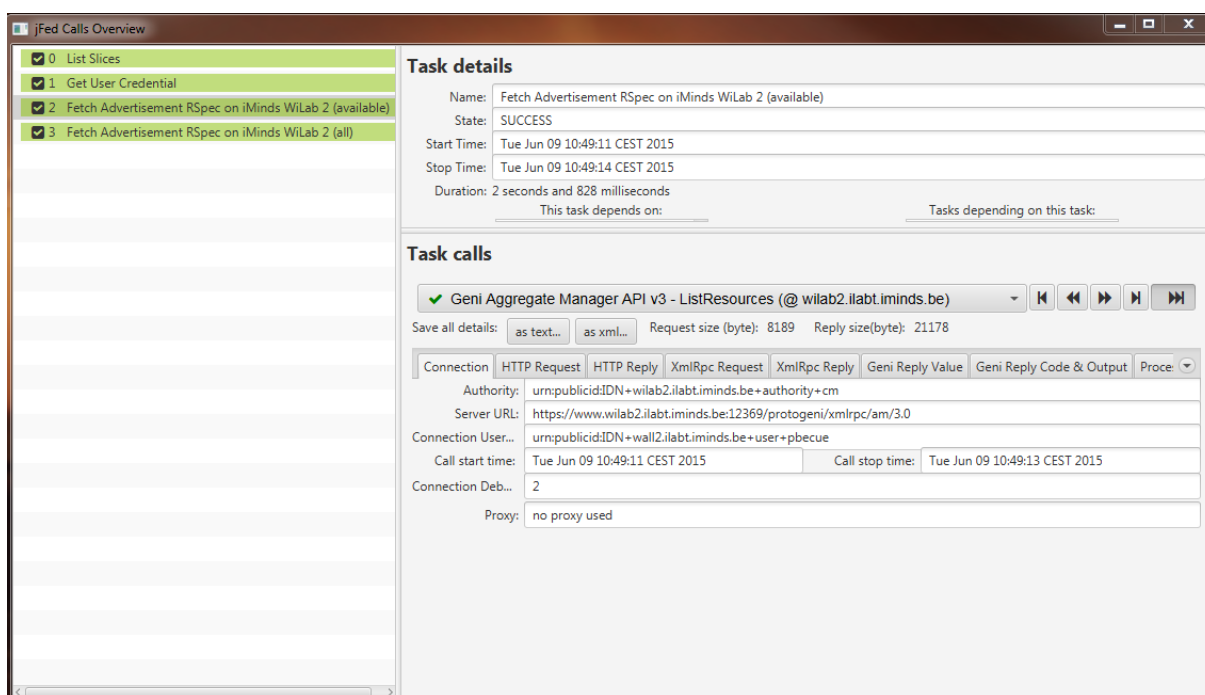 jFed Calls Overview
0 List Slices
1 Get User Credential
2 Fetch Advertisement RSpec on iMinds WiLab 2 (available)
3 Fetch Advertisement RSpec on iMinds WiLab 2 (all)
Task details
Name: Fetch Advertisement RSpec on iMinds WiLab 2 (available)
State: SUCCESS
Start Time: Tue Jun 09 10:49:11 CEST 2015
Stop Time: Tue Jun 09 10:49:14 CEST 2015
Duration: 2 seconds and 828 milliseconds
This task depends on: Tasks depending on this task:
Task calls
Geni Aggregate Manager API v3 - ListResources (@ wilab2.ilabt.iminds.be)
Save all details: as text... as xml... Request size (byte): 8189 Reply size(byte): 21178
Connection HTTP Request HTTP Reply XmlRpc Request XmlRpc Reply Geni Reply Value Geni Reply Code & Output Proce
Authority: urn:publicid:IDN+wilab2.ilabt.iminds.be+authority+cm
Server URL: https://www.wilab2.ilabt.iminds.be:12369/protogeni/xmlrpc/am/3.0
Connection User... urn:publicid:IDN+wall2.ilabt.iminds.be+user+pbecue
Call start time: Tue Jun 09 10:49:11 CEST 2015 Call stop time: Tue Jun 09 10:49:13 CEST 2015
Connection Deb... 2
Proxy: no proxy used